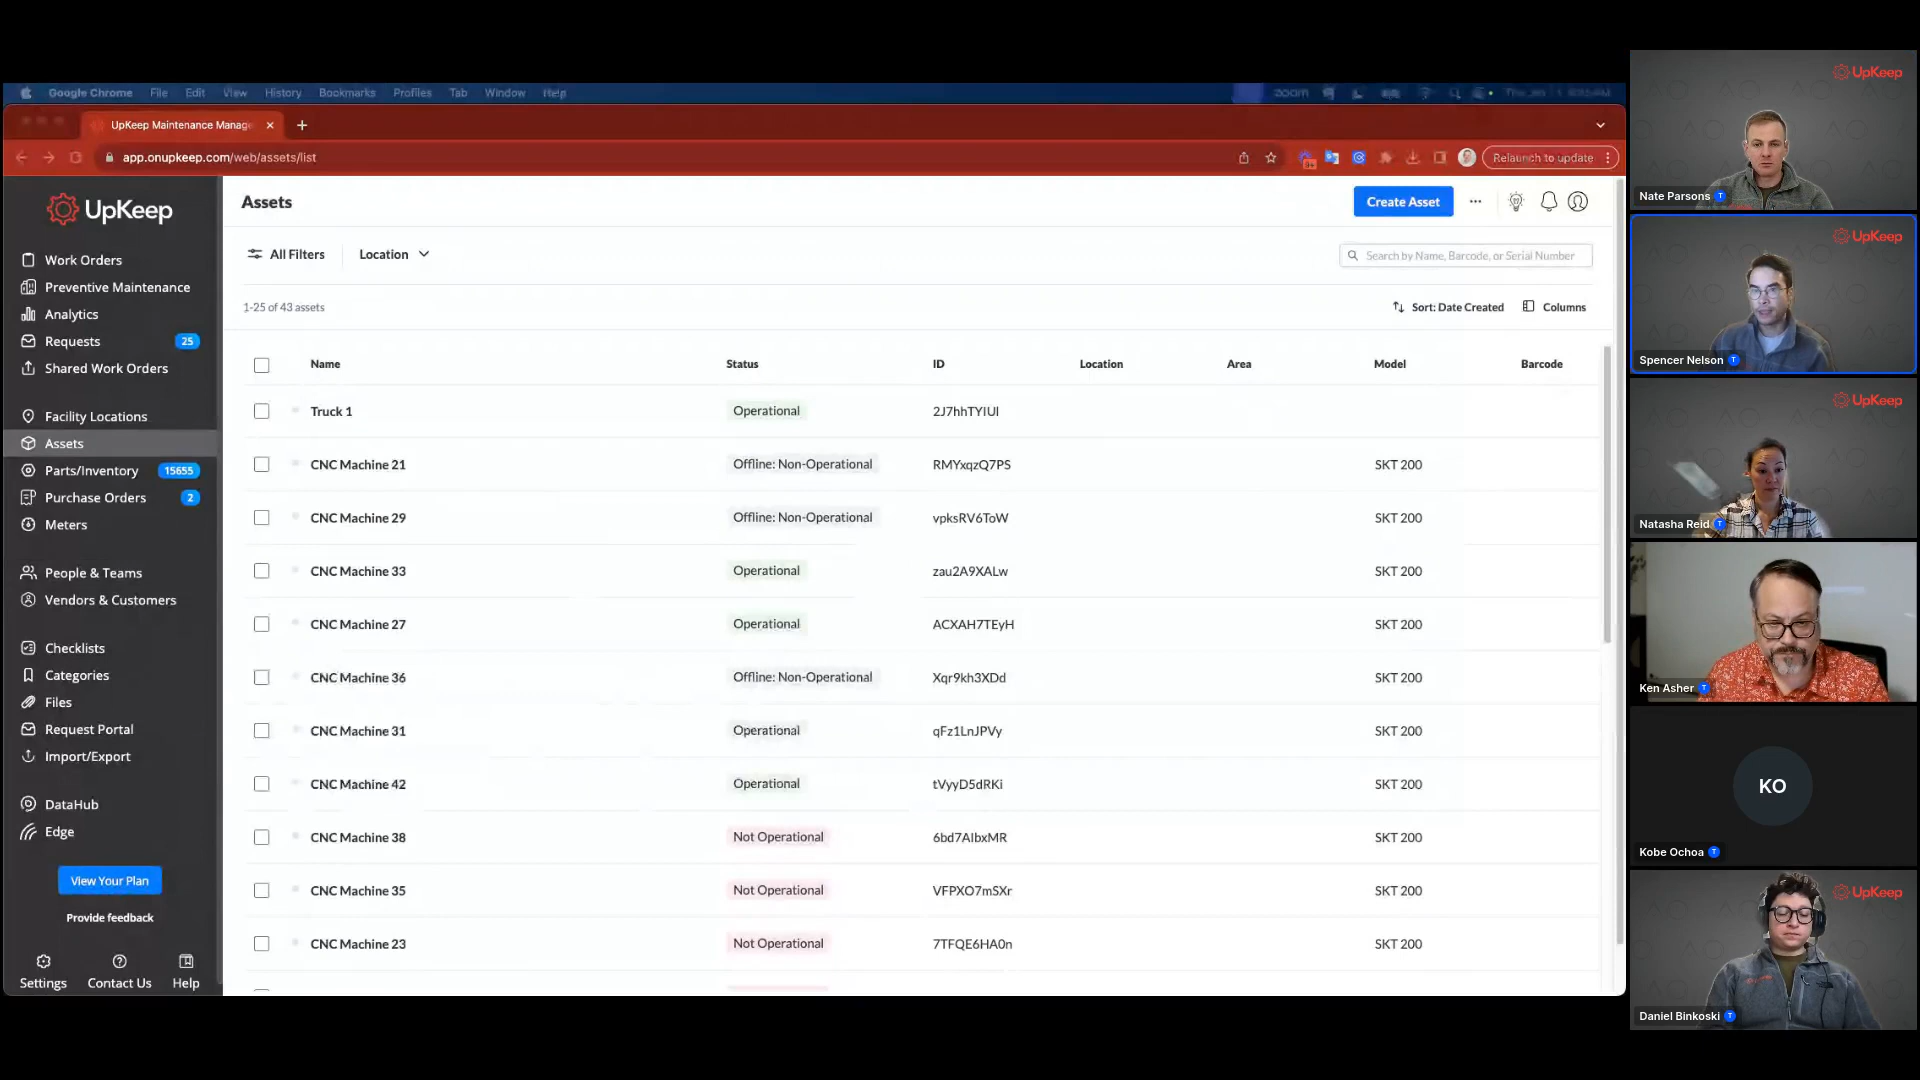 Google Chrome File Edit View History Bookmarks Profiles Tab Window Help
zoom
UpKeep Maintenance Manag
app.onupkeep.com/web/assets/list
Relaunch to update
UpKeep
Work Orders
Preventive Maintenance
Analytics
Requests 25
Shared Work Orders
Facility Locations
Assets
Parts/Inventory 15655
Purchase Orders 2
Meters
People & Teams
Vendors & Customers
Checklists
Categories
Files
Request Portal
Import/Export
DataHub
Edge
View Your Plan
Provide feedback
Settings Contact Us Help
Assets
Create Asset
All Filters Location
Search by Name, Barcode, or Serial Number
1-25 of 43 assets
Sort: Date Created Columns
Name Status ID Location Area Model Barcode
Truck 1 Operational 2J7hhTYIUI
CNC Machine 21 Offline: Non-Operational RMYxqzQ7PS SKT 200
CNC Machine 29 Offline: Non-Operational vpksRV6ToW SKT 200
CNC Machine 33 Operational zau2A9XALw SKT 200
CNC Machine 27 Operational ACXAH7TEyH SKT 200
CNC Machine 36 Offline: Non-Operational Xqr9kh3XDd SKT 200
CNC Machine 31 Operational qFz1LnJPVy SKT 200
CNC Machine 42 Operational tVyyD5dRKi SKT 200
CNC Machine 38 Not Operational 6bd7AIbxMR SKT 200
CNC Machine 35 Not Operational VFPXO7mSXr SKT 200
CNC Machine 23 Not Operational 7TFQE6HA0n SKT 200
UpKeep
Nate Parsons T
UpKeep
Spencer Nelson T
UpKeep
Natasha Reid T
Ken Asher T
KO
Kobe Ochoa T
UpKeep
Daniel Binkoski T